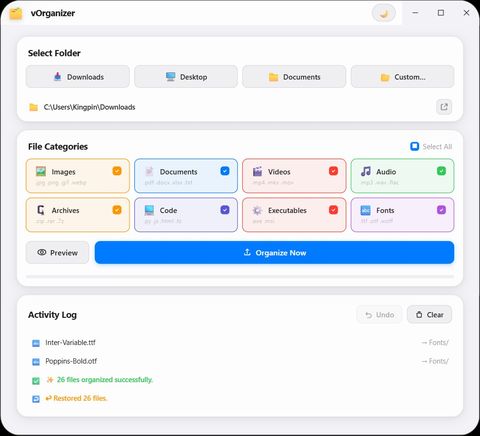 vOrganizer
Select Folder
Downloads
Desktop
Documents
Custom...
C:\Users\Kingpin\Downloads
File Categories
Select All
Images
.jpg .png .gif .webp
Documents
.pdf .docx .xlsx .txt
Videos
.mp4 .mkv .mov
Audio
.mp3 .wav .flac
Archives
.zip .rar .7z
Code
.py .js .html .ts
Executables
.exe .msi
Fonts
.ttf .otf .woff
Preview
Organize Now
Activity Log
Undo
Clear
Inter-Variable.ttf
→ Fonts/
Poppins-Bold.otf
→ Fonts/
✨ 26 files organized successfully.
↩ Restored 26 files.